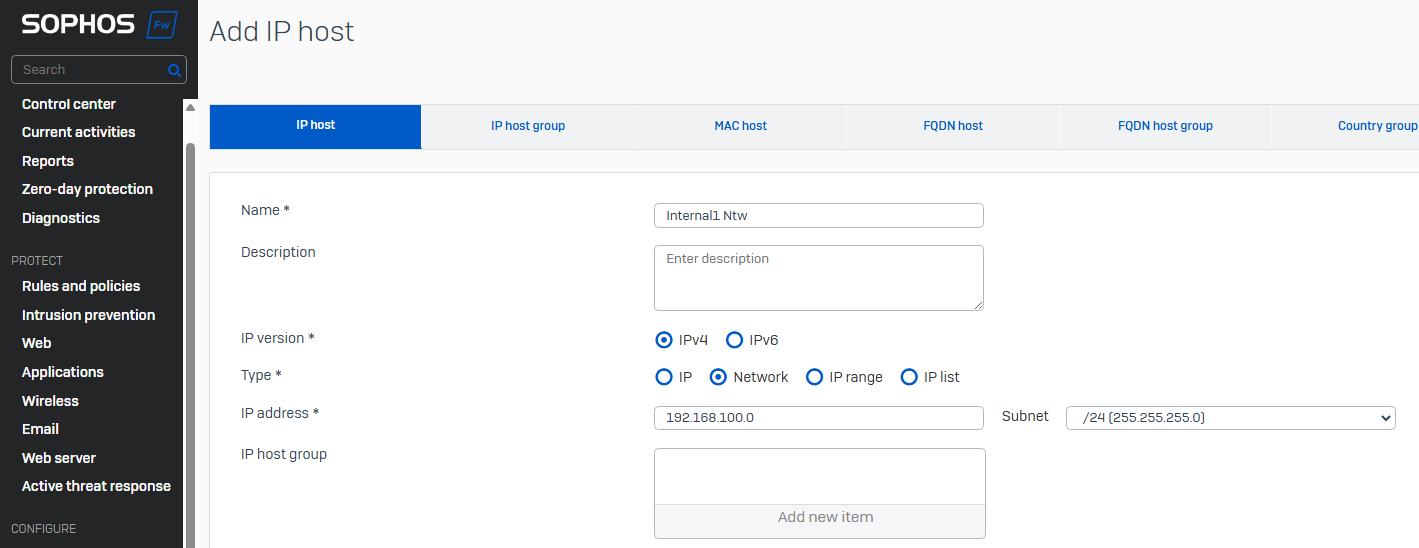 SOPHOS Fw
Search
Control center
Current activities
Reports
Zero-day protection
Diagnostics
PROTECT
Rules and policies
Intrusion prevention
Web
Applications
Wireless
Email
Web server
Active threat response
CONFIGURE
Add IP host
IP host IP host group MAC host FQDN host FQDN host group Country group
Name * Internal1 Ntw
Description Enter description
IP version * IPv4 IPv6
Type * IP Network IP range IP list
IP address * 192.168.100.0 Subnet /24 (255.255.255.0)
IP host group
Add new item